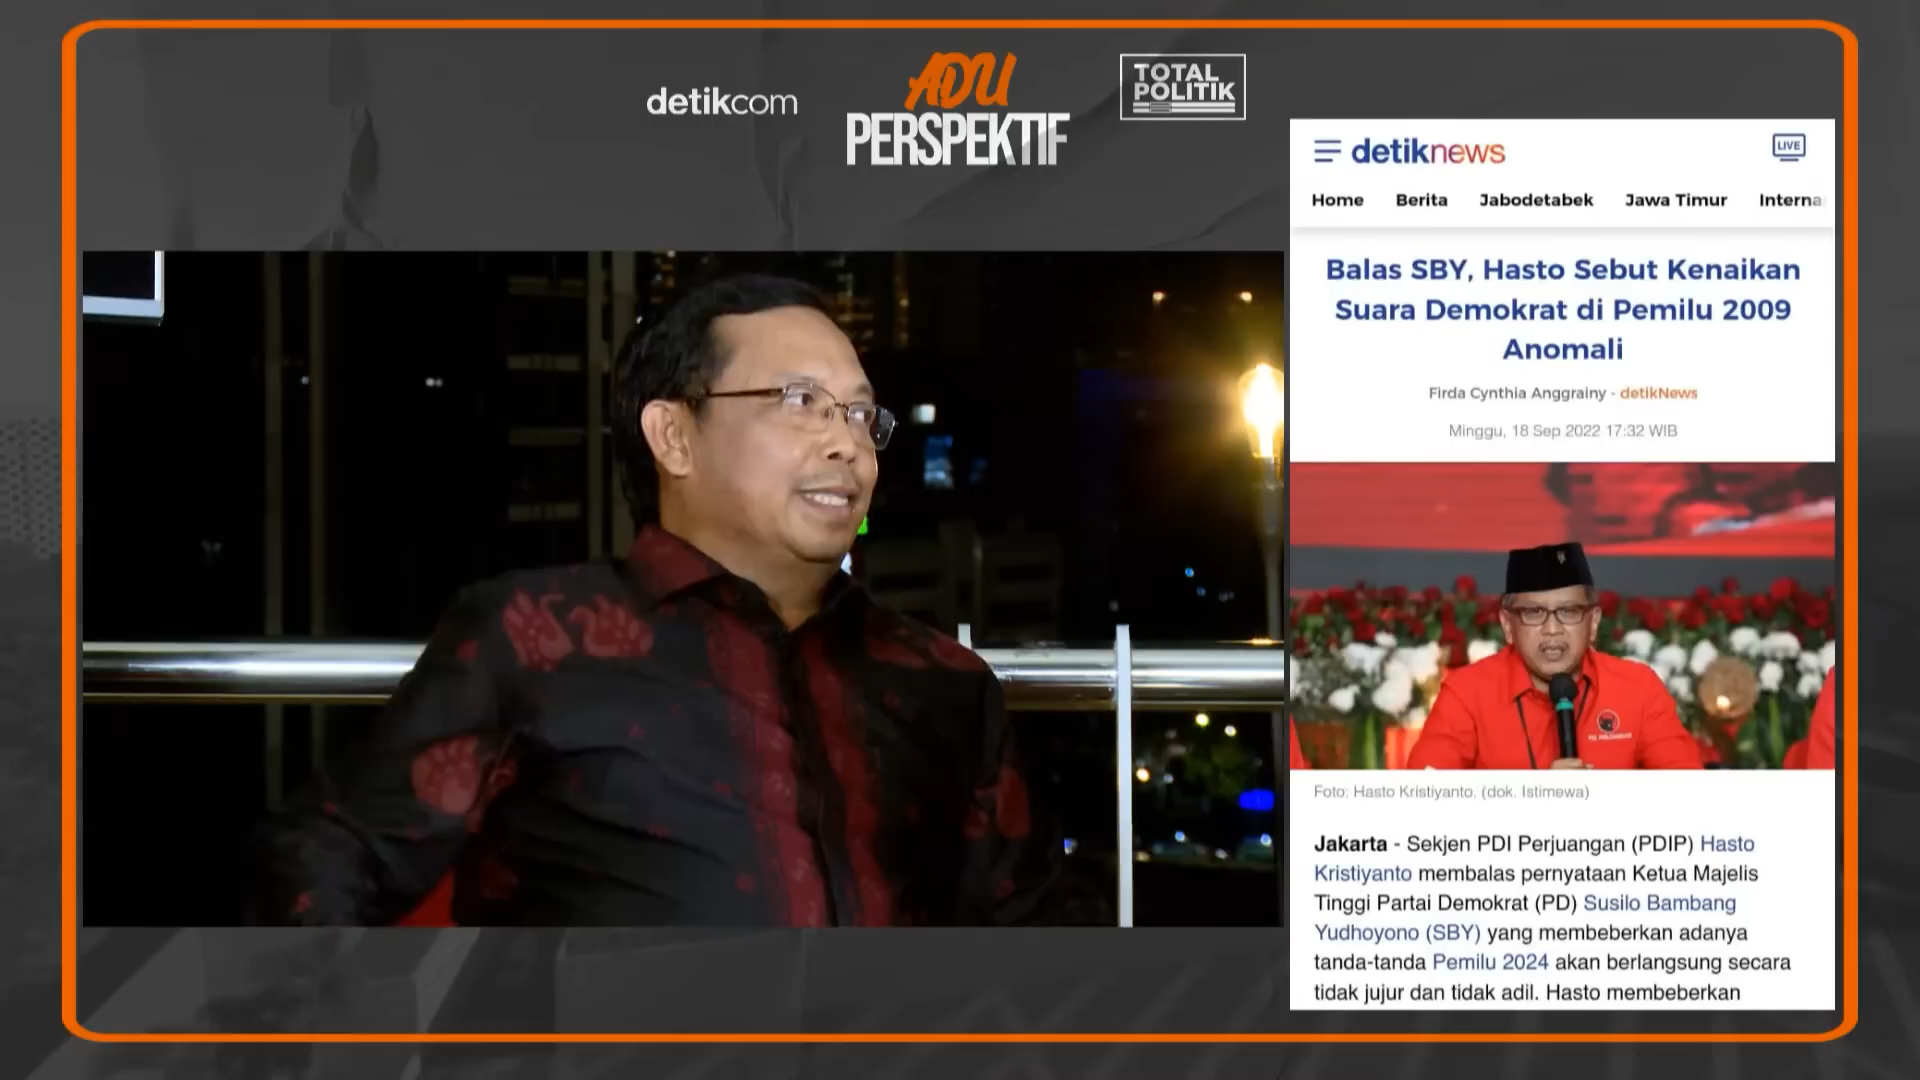 detikcom
ADU
PERSPEKTIF
TOTAL
POLITIK
detiknews
LIVE
Home Berita Jabodetabek Jawa Timur Interna
Balas SBY, Hasto Sebut Kenaikan
Suara Demokrat di Pemilu 2009
Anomali
Firda Cynthia Anggrainy - detikNews
Minggu, 18 Sep 2022 17:32 WIB
Foto: Hasto Kristiyanto. (dok. Istimewa)
Jakarta - Sekjen PDI Perjuangan (PDIP) Hasto
Kristiyanto membalas pernyataan Ketua Majelis
Tinggi Partai Demokrat (PD) Susilo Bambang
Yudhoyono (SBY) yang membeberkan adanya
tanda-tanda Pemilu 2024 akan berlangsung secara
tidak jujur dan tidak adil. Hasto membeberkan